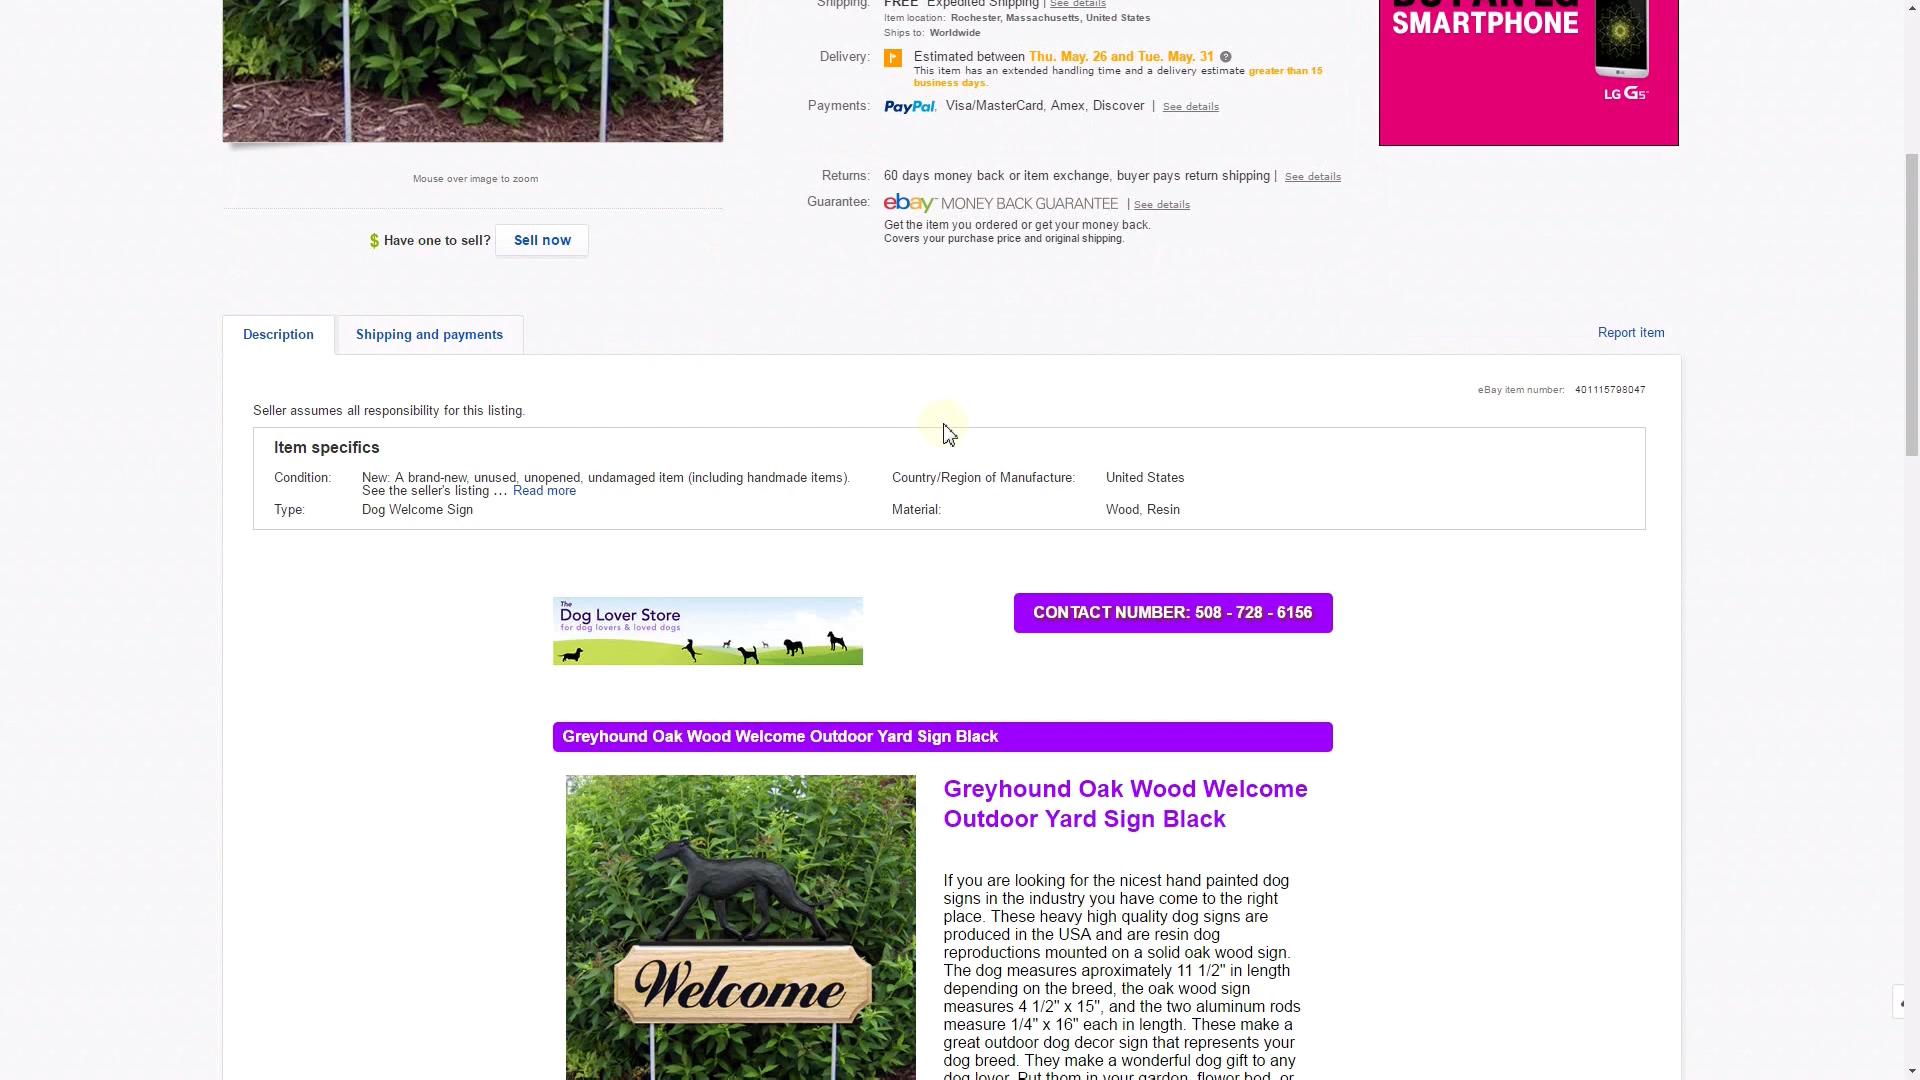 Shipping: FREE Expedited Shipping | See details
Item location: Rochester, Massachusetts, United States
Ships to: Worldwide
Delivery: Estimated between Thu. May. 26 and Tue. May. 31
This item has an extended handling time and a delivery estimate greater than 15
business days.
Payments: PayPal, Visa/MasterCard, Amex, Discover | See details
BUY AN LG
SMARTPHONE
LG G5
Returns: 60 days money back or item exchange, buyer pays return shipping | See details
Guarantee: ebay MONEY BACK GUARANTEE | See details
Get the item you ordered or get your money back.
Covers your purchase price and original shipping.
Mouse over image to zoom
$ Have one to sell? Sell now
Description
Shipping and payments
Report item
eBay item number: 401115798047
Seller assumes all responsibility for this listing.
Item specifics
Condition: New: A brand-new, unused, unopened, undamaged item (including handmade items).
See the seller's listing ... Read more
Country/Region of Manufacture: United States
Type: Dog Welcome Sign
Material: Wood, Resin
The
Dog Lover Store
for dog lovers & loved dogs
CONTACT NUMBER: 508 - 728 - 6156
Greyhound Oak Wood Welcome Outdoor Yard Sign Black
Welcome
Greyhound Oak Wood Welcome
Outdoor Yard Sign Black
If you are looking for the nicest hand painted dog
signs in the industry you have come to the right
place. These heavy high quality dog signs are
produced in the USA and are resin dog
reproductions mounted on a solid oak wood sign.
The dog measures aproximately 11 1/2" in length
depending on the breed, the oak wood sign
measures 4 1/2" x 15", and the two aluminum rods
measure 1/4" x 16" each in length. These make a
great outdoor dog decor sign that represents your
dog breed. They make a wonderful dog gift to any
dog lover. Put them in your garden, flower bed, or